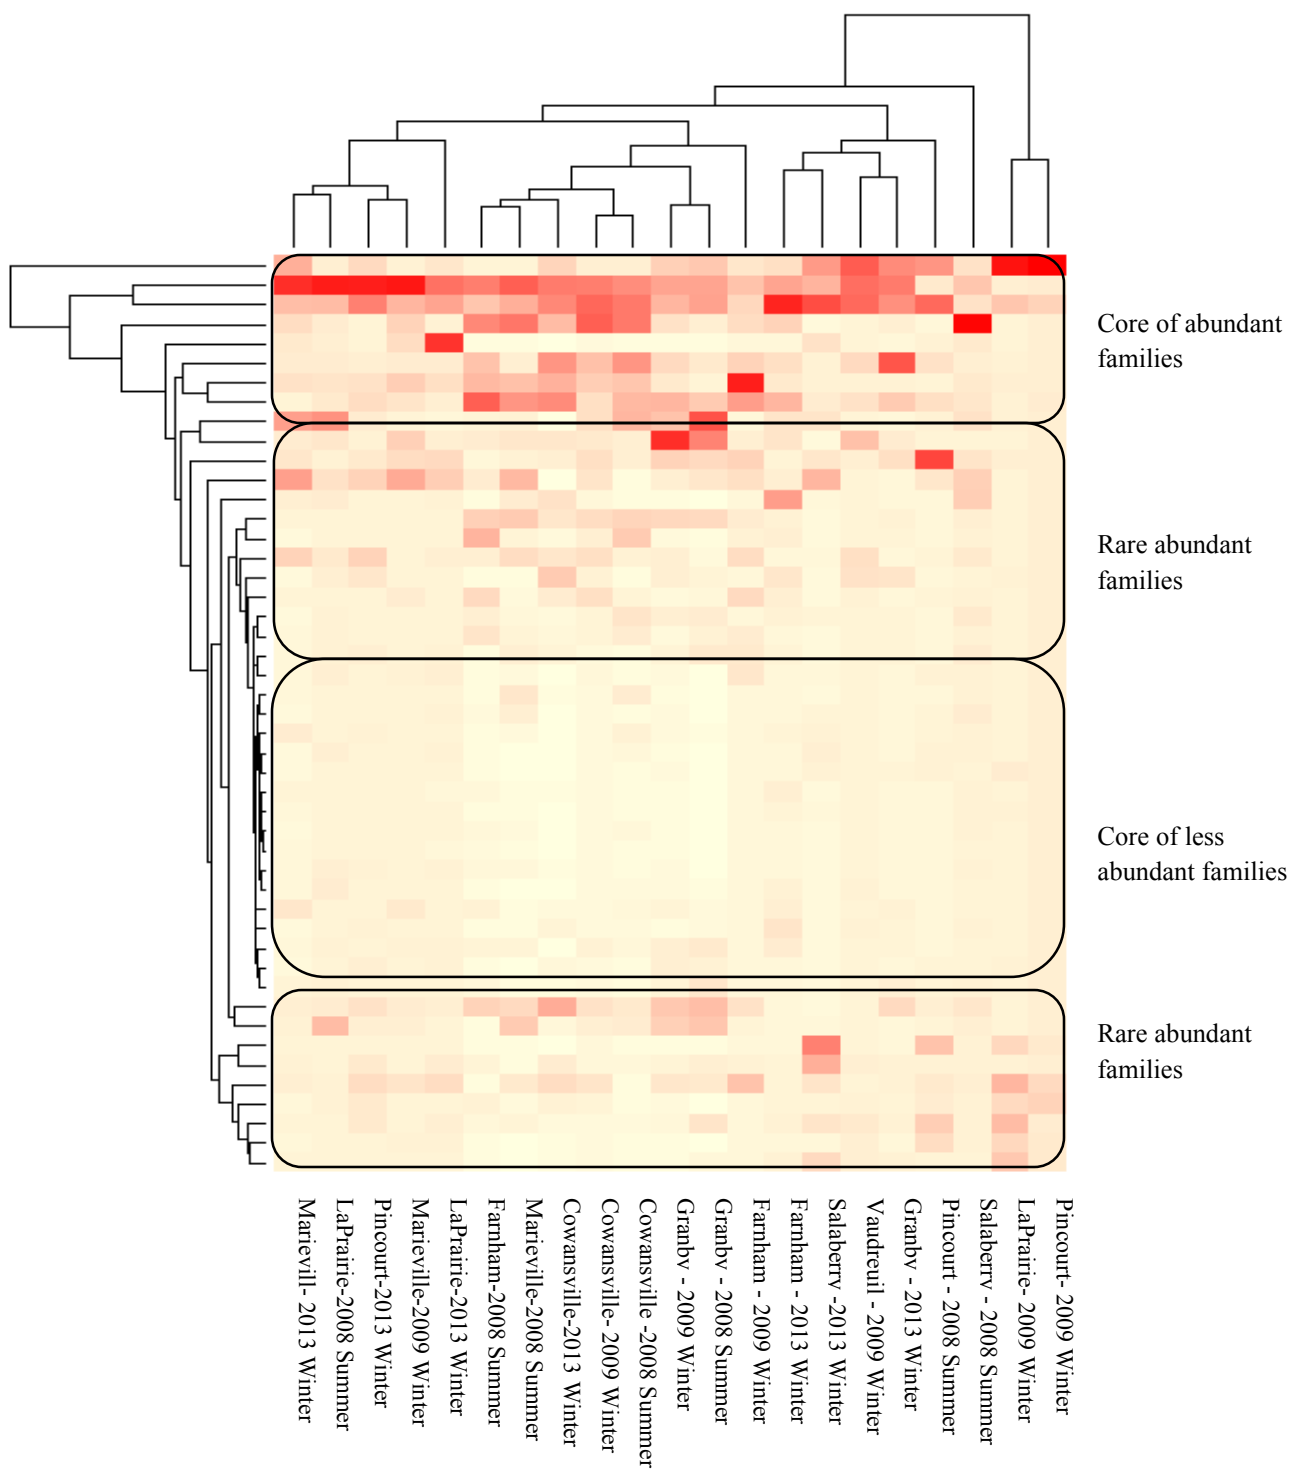 Core of abundant
families
Rare abundant
families
Core of less
abundant families
Rare abundant
families
Marievill- 2013 Winter
LaPrairie-2008 Summer
Pincourt-2013 Winter
Marieville-2009 Winter
LaPrairie-2013 Winter
Farnham-2008 Summer
Marieville-2008 Summer
Cowansville-2013 Winter
Cowansville- 2009 Winter
Cowansville -2008 Summer
Granby - 2009 Winter
Granby - 2008 Summer
Farnham - 2009 Winter
Farnham - 2013 Winter
Salaberry -2013 Winter
Vaudreuil - 2009 Winter
Granby - 2013 Winter
Pincourt - 2008 Summer
Salaberry - 2008 Summer
LaPrairie- 2009 Winter
Pincourt- 2009 Winter